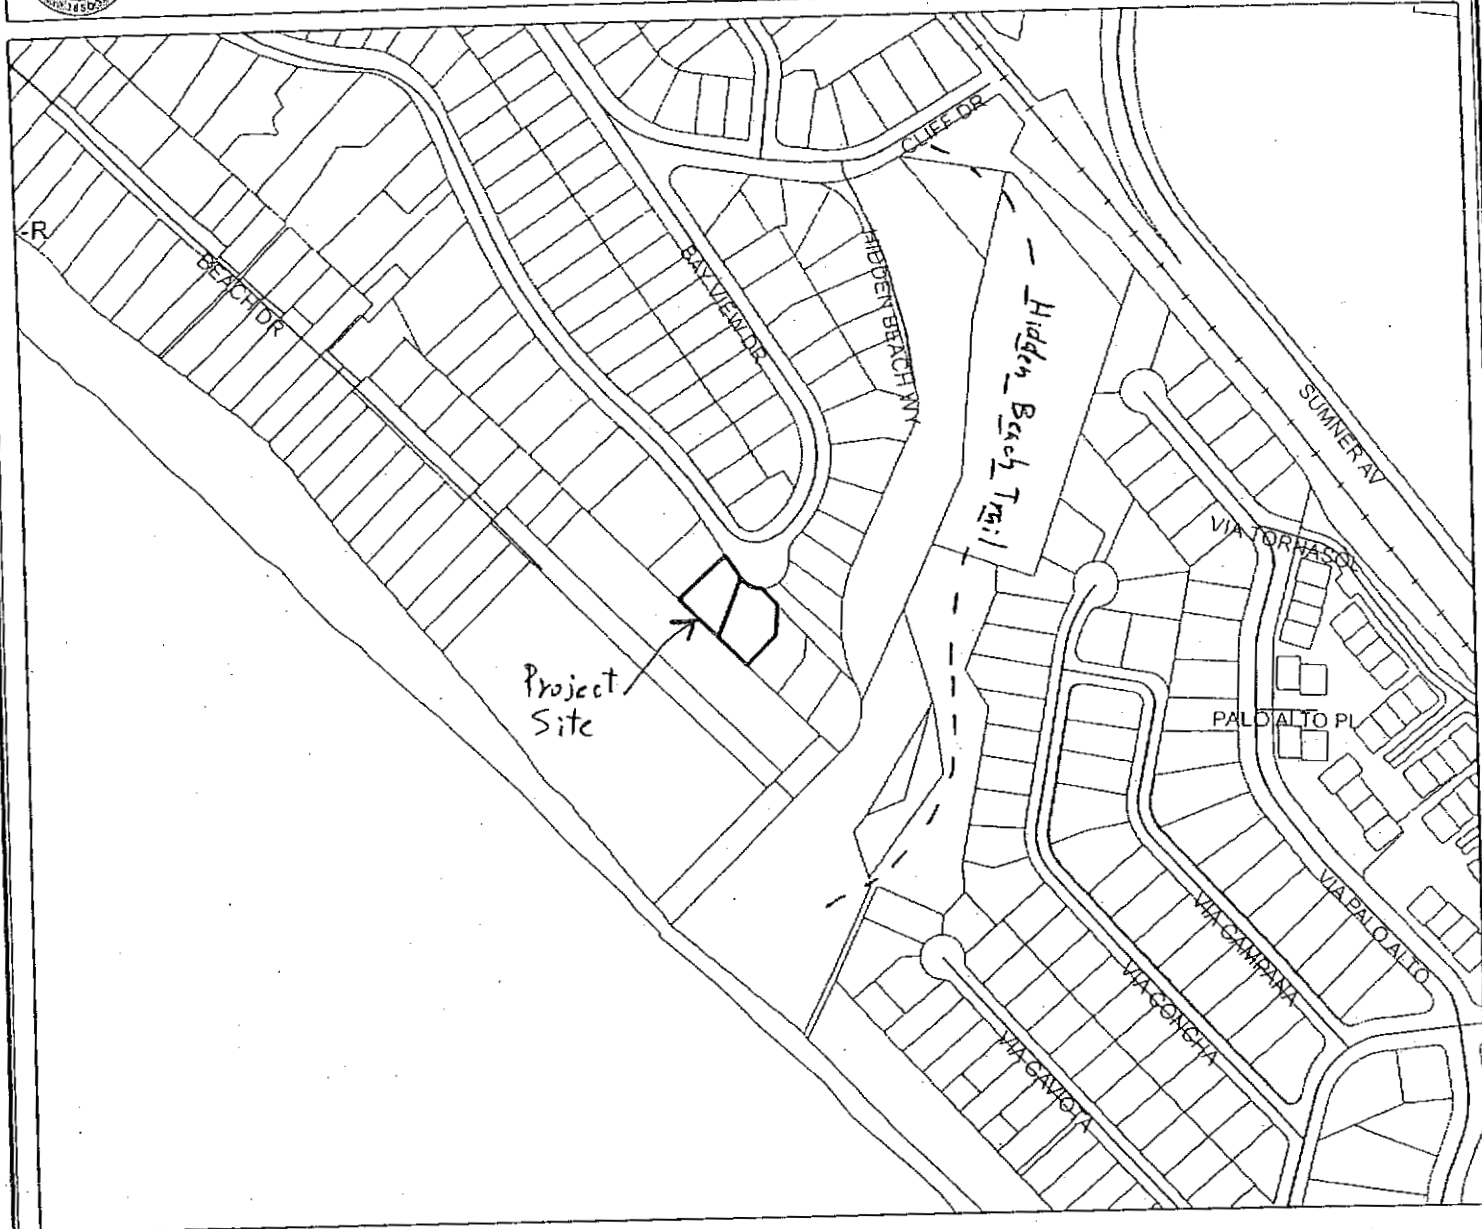 1850
CLIFF DR
-R
BEACH DR
BAY VIEW DR
HIDDEN BEACH WY
Hidden Beach Trail
SUMNER AV
VIA TORNASOL
Project
Site
PALO ALTO PL
VIA PALO ALTO
VIA CAMPANA
VIA CONCHA
VIA GAVIOTA